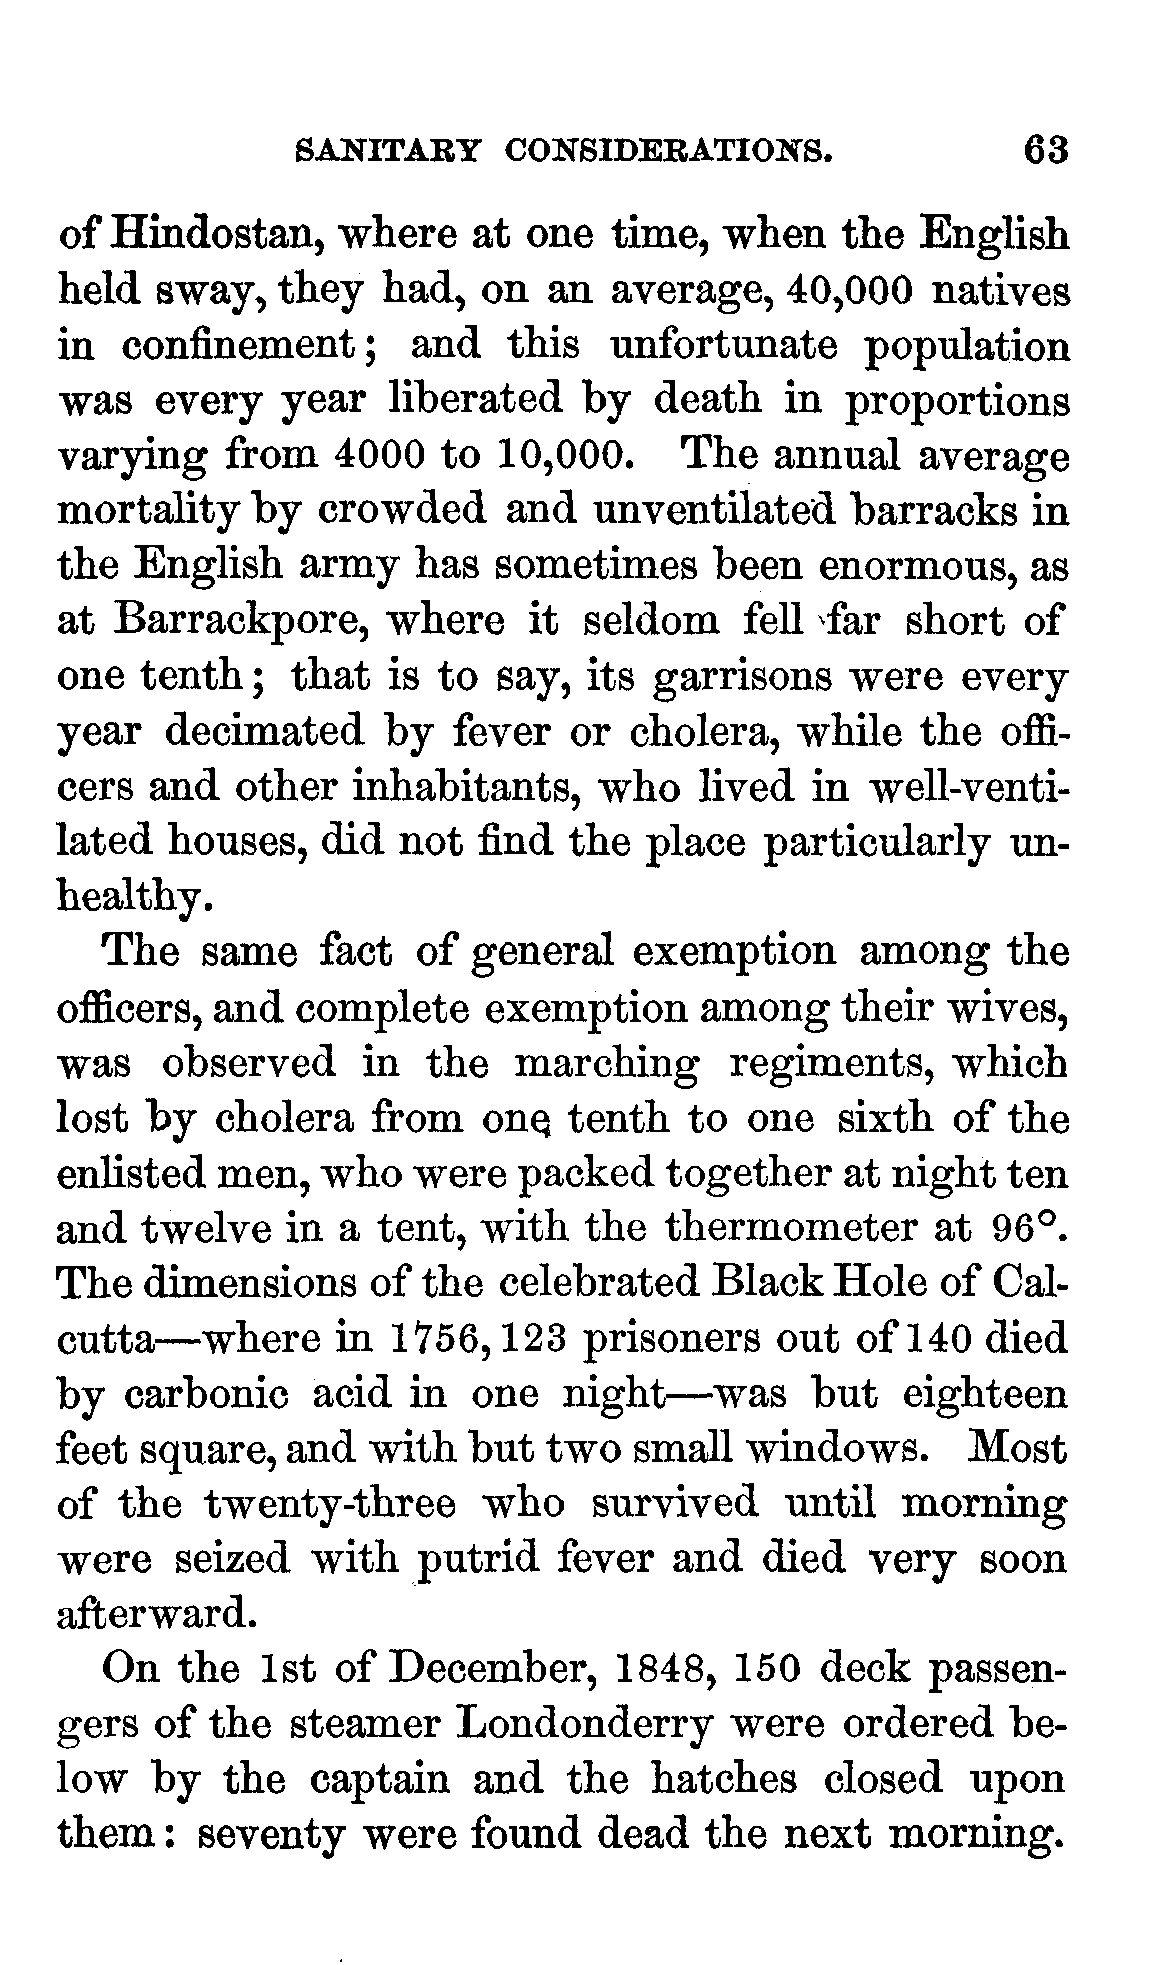 SANITARY CONSIDERATIONS. 63
of Hindostan, where at one time, when the English
held sway, they had, on an average, 40,000 natives
in confinement; and this unfortunate population
was every year liberated by death in proportions
varying from 4000 to 10,000. The annual average
mortality by crowded and unventilated barracks in
the English army has sometimes been enormous, as
at Barrackpore, where it seldom fell far short of
one tenth; that is to say, its garrisons were every
year decimated by fever or cholera, while the offi-
cers and other inhabitants, who lived in well-venti-
lated houses, did not find the place particularly un-
healthy.
The same fact of general exemption among the
officers, and complete exemption among their wives,
was observed in the marching regiments, which
lost by cholera from one tenth to one sixth of the
enlisted men, who were packed together at night ten
and twelve in a tent, with the thermometer at 96°.
The dimensions of the celebrated Black Hole of Cal-
cutta—where in 1756, 123 prisoners out of 140 died
by carbonic acid in one night—was but eighteen
feet square, and with but two small windows. Most
of the twenty-three who survived until morning
were seized with putrid fever and died very soon
afterward.
On the 1st of December, 1848, 150 deck passen-
gers of the steamer Londonderry were ordered be-
low by the captain and the hatches closed upon
them: seventy were found dead the next morning.